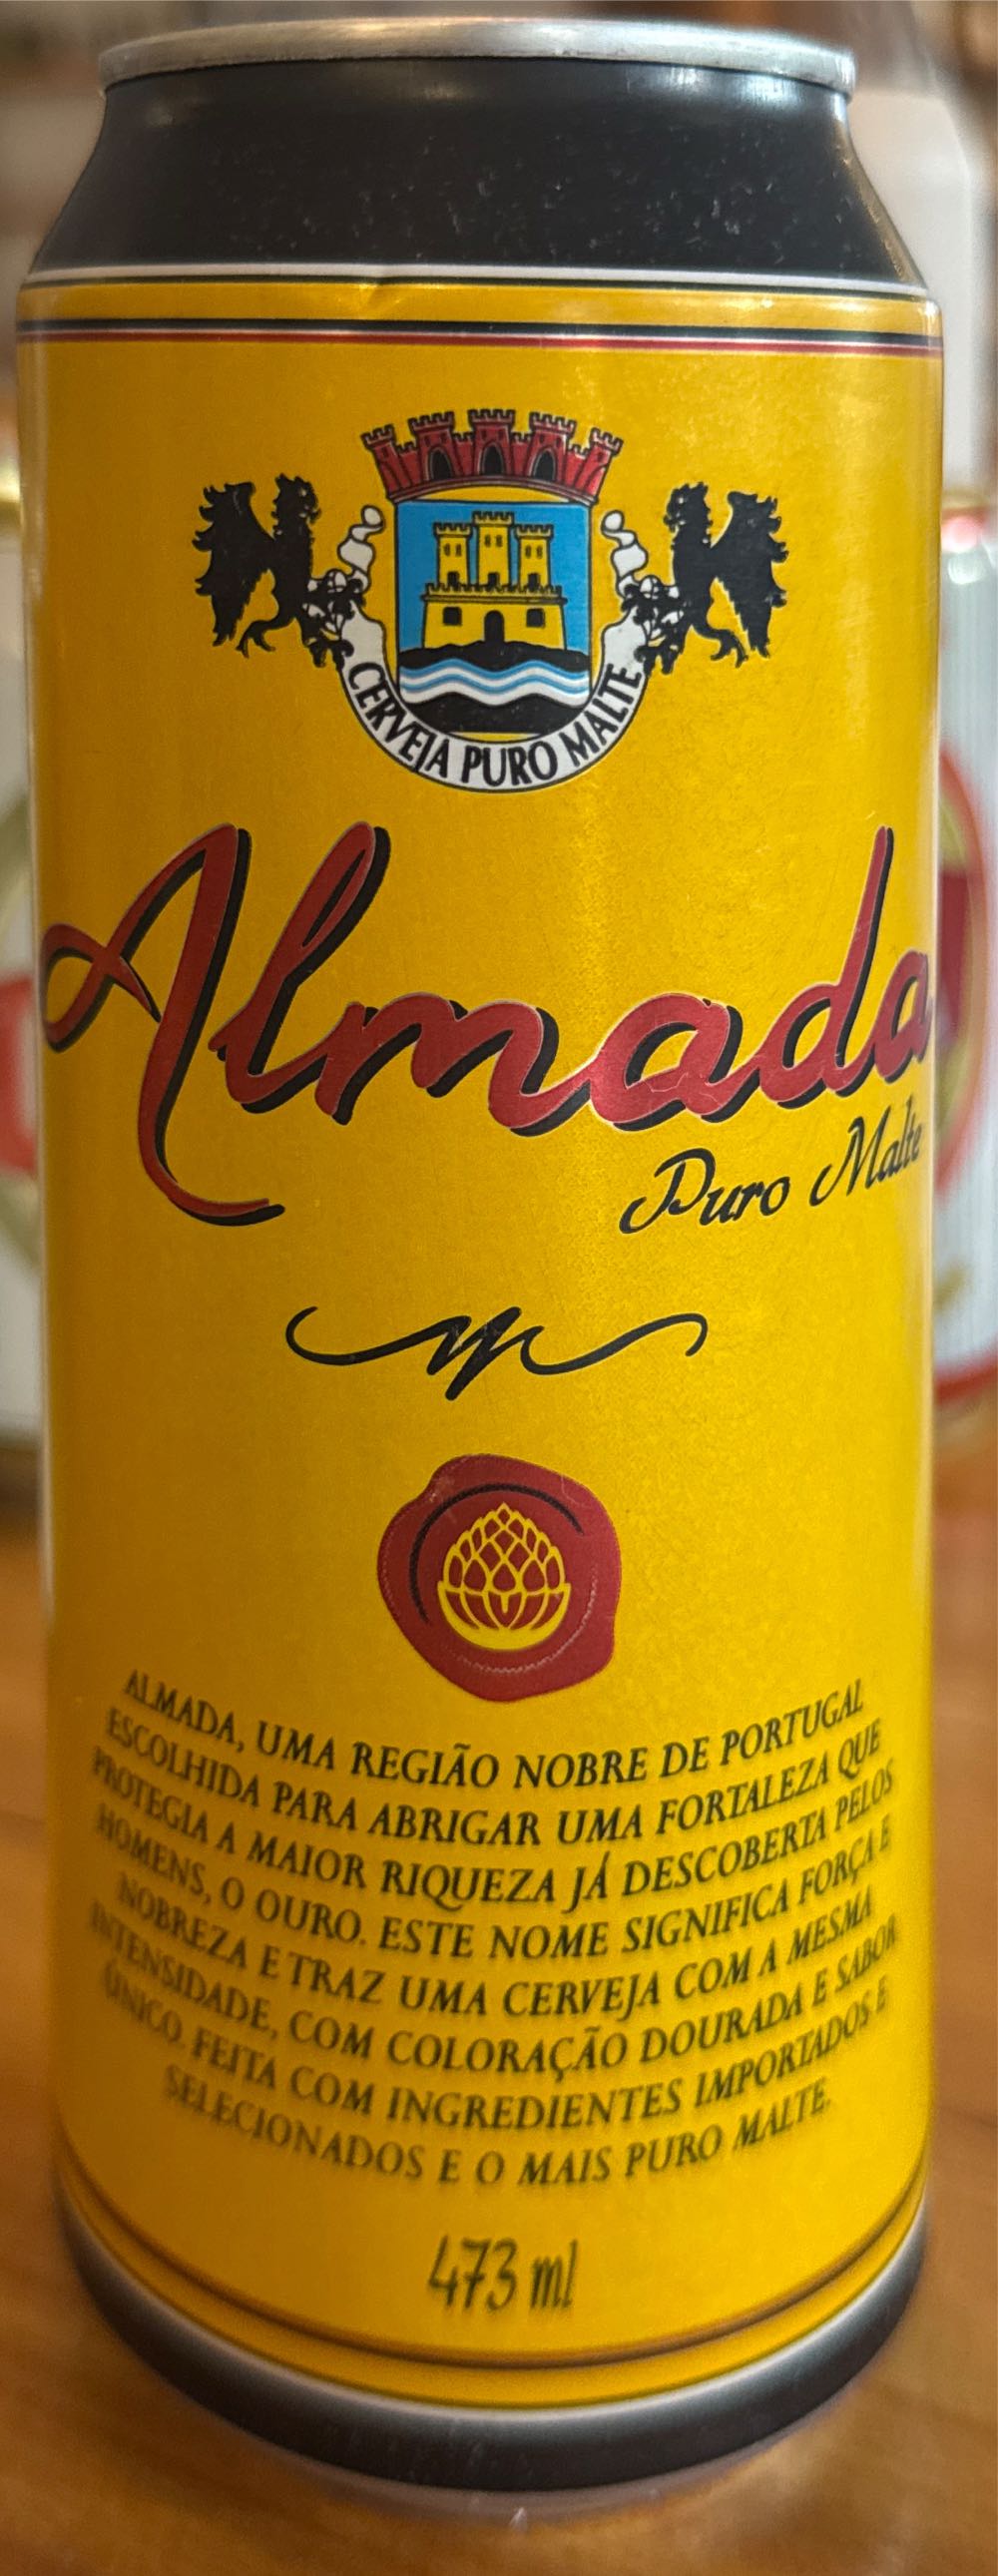 CERVEJA PURO MALTE
Almada
Puro Malte
ALMADA, UMA REGIÃO NOBRE DE PORTUGAL
ESCOLHIDA PARA ABRIGAR UMA FORTALEZA QUE
PROTEGIA A MAIOR RIQUEZA JÁ DESCOBERTA PELOS
HOMENS, O OURO. ESTE NOME SIGNIFICA FORÇA E
NOBREZA E TRAZ UMA CERVEJA COM A MESMA
INTENSIDADE, COM COLORAÇÃO DOURADA E SABOR
ÚNICO. FEITA COM INGREDIENTES IMPORTADOS E
SELECIONADOS E O MAIS PURO MALTE.
473 ml